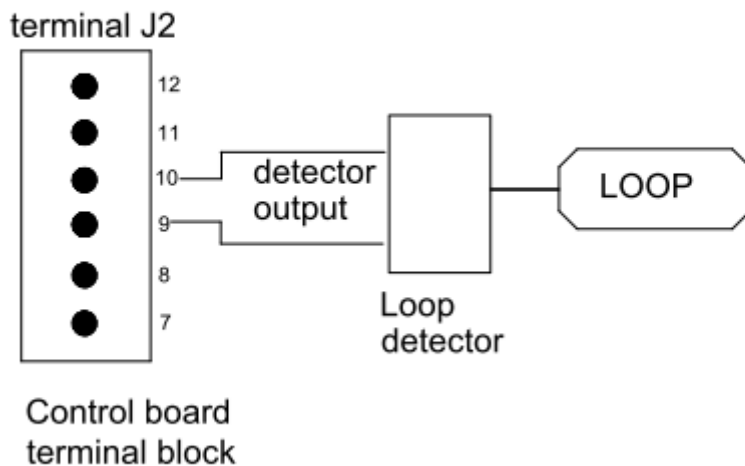 terminal J2
12
11
10
9
8
7
detector
output
LOOP
Loop
detector
Control board
terminal block